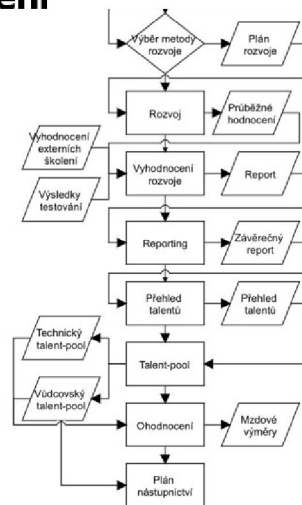 Výběr metody
rozvoje
Plán
rozvoje
Rozvoj
Průběžné
hodnocení
Vyhodnocení
externích
školení
Vyhodnocení
rozvoje
Report
Výsledky
testování
Reporting
Závěrečný
report
Přehled
talentů
Přehled
talentů
Technický
talent-pool
Talent-pool
Vůdcovský
talent-pool
Ohodnocení
Mzdové
výměry
Plán
nástupnictví